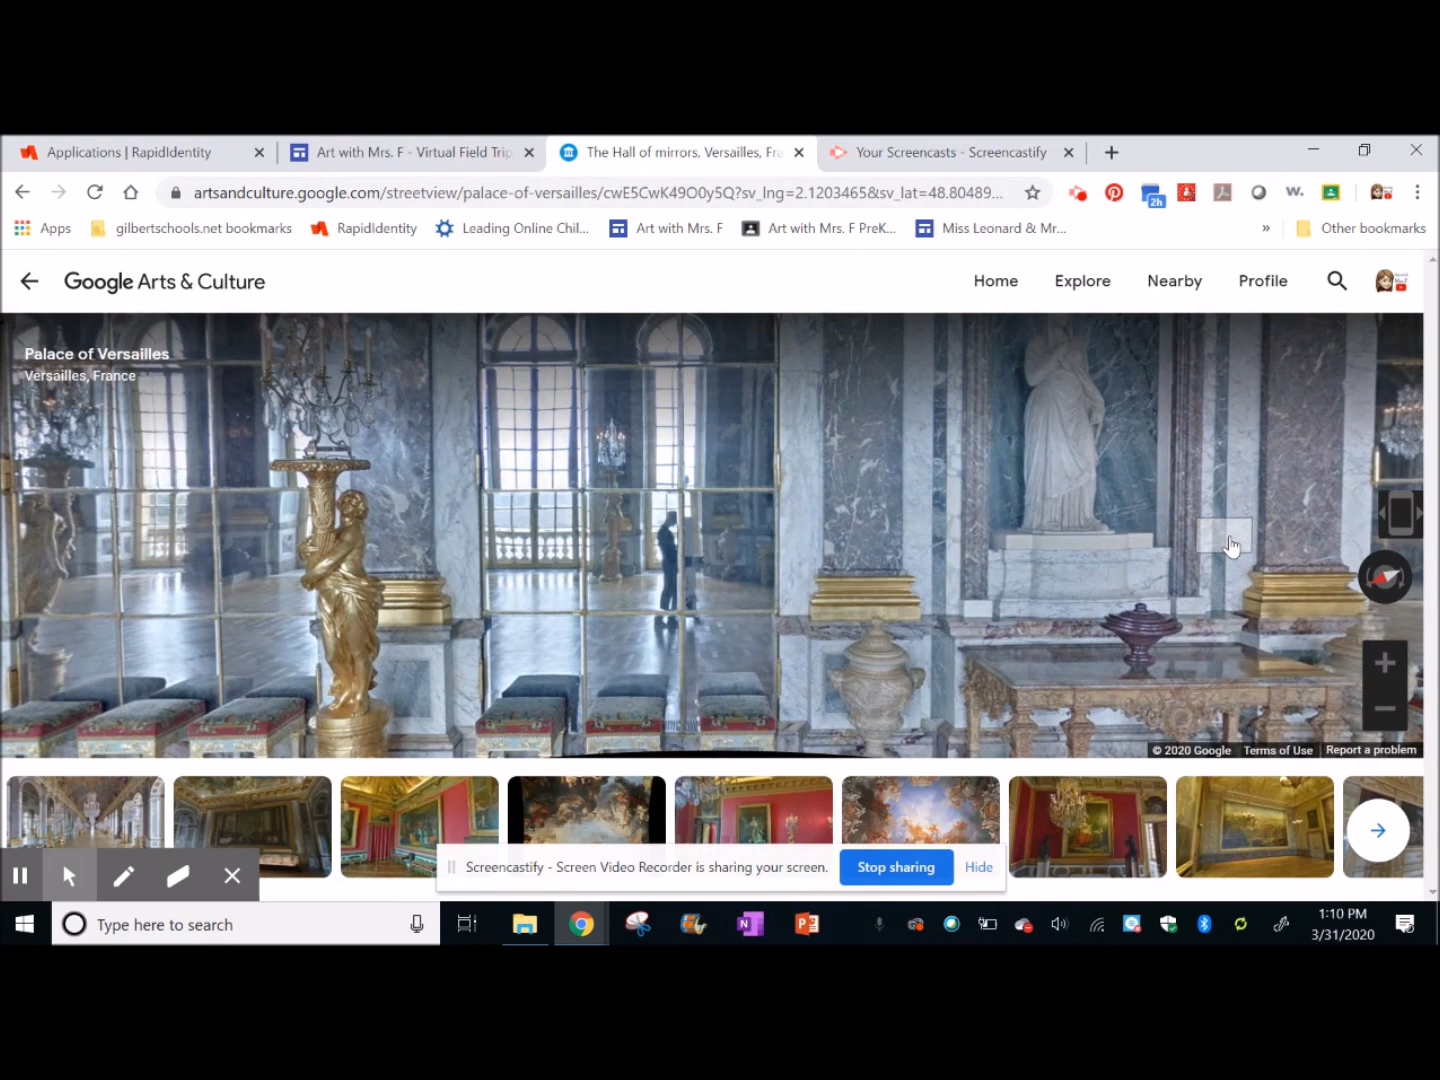 Applications | RapidIdentity
Art with Mrs. F - Virtual Field Trip
The Hall of mirrors, Versailles, Fra
Your Screencasts - Screencastify
artsandculture.google.com/streetview/palace-of-versailles/cwE5CwK49O0y5Q?sv_lng=2.1203465&sv_lat=48.80489...
2h
w.
Apps
gilbertschools.net bookmarks
RapidIdentity
Leading Online Chil...
Art with Mrs. F
Art with Mrs. F PreK...
Miss Leonard & Mr...
»
Other bookmarks
Google Arts & Culture
Home
Explore
Nearby
Profile
Palace of Versailles
Versailles, France
© 2020 Google
Terms of Use
Report a problem
Screencastify - Screen Video Recorder is sharing your screen.
Stop sharing
Hide
Type here to search
1:10 PM
3/31/2020